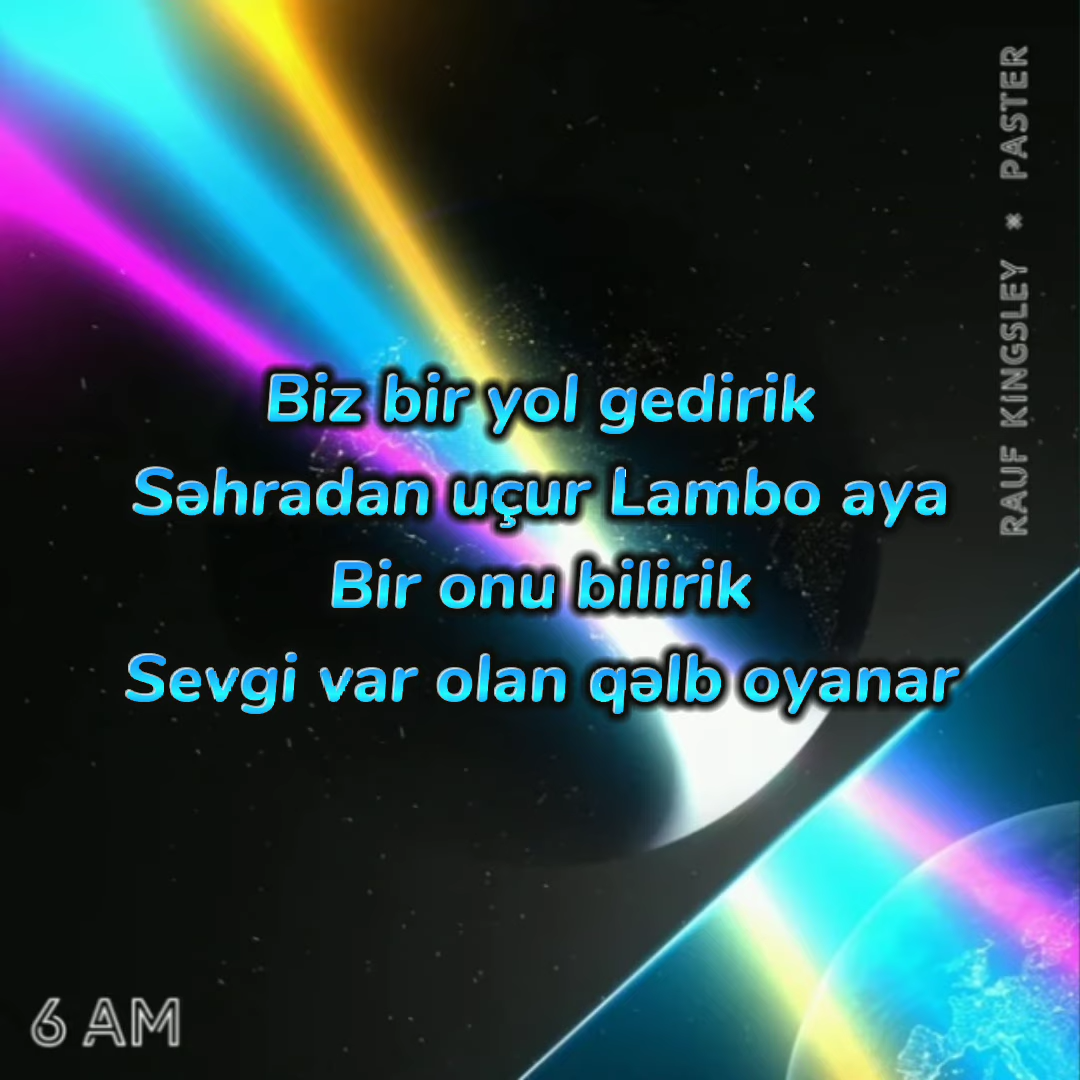 RAUF KINGSLEY × PASTER
Biz bir yol gedirik
Səhradan uçur Lambo aya
Bir onu bilirik
Sevgi var olan qəlb oyanar
6 AM